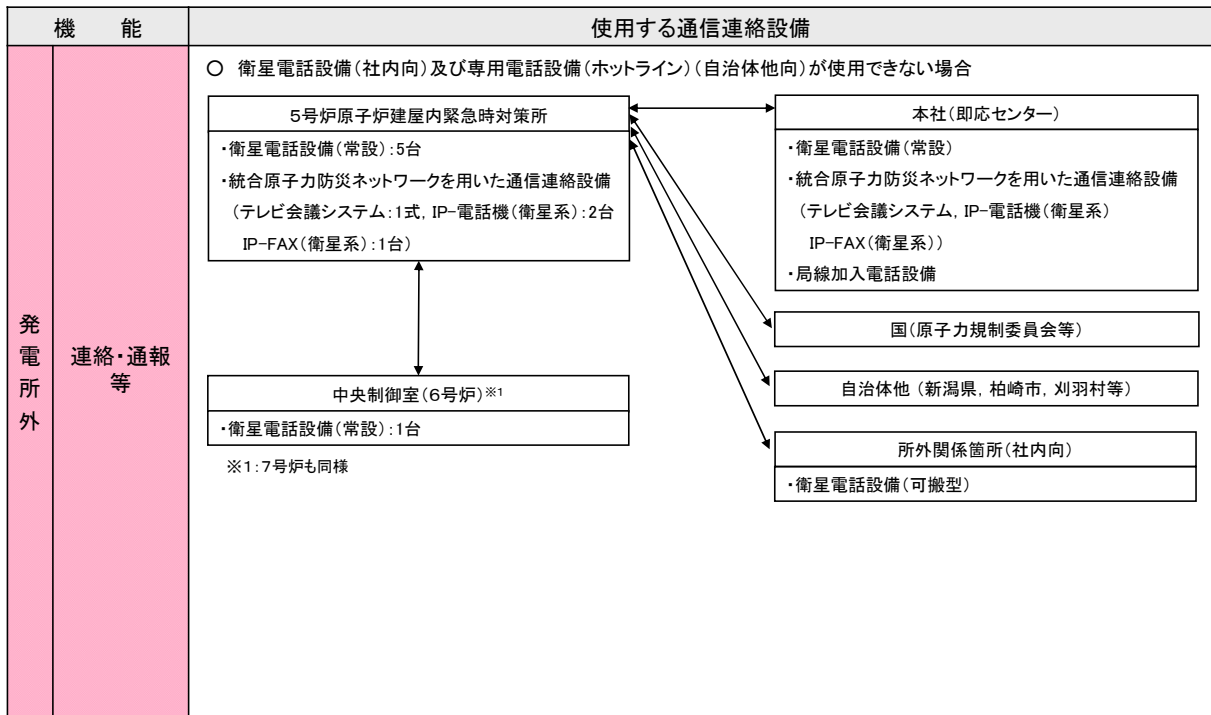 機　能
使用する通信連絡設備
発電所外
連絡・通報
等
○　衛星電話設備(社内向)及び専用電話設備(ホットライン)(自治体他向)が使用できない場合
５号炉原子炉建屋内緊急時対策所
・衛星電話設備(常設):5台
・統合原子力防災ネットワークを用いた通信連絡設備
(テレビ会議システム:1式, IP-電話機(衛星系):2台
IP-FAX(衛星系):1台)
中央制御室(６号炉)※1
・衛星電話設備(常設):1台
※1:７号炉も同様
本社(即応センター)
・衛星電話設備(常設)
・統合原子力防災ネットワークを用いた通信連絡設備
(テレビ会議システム, IP-電話機(衛星系)
IP-FAX(衛星系))
・局線加入電話設備
国(原子力規制委員会等)
自治体他 (新潟県, 柏崎市, 刈羽村等)
所外関係箇所(社内向)
・衛星電話設備(可搬型)